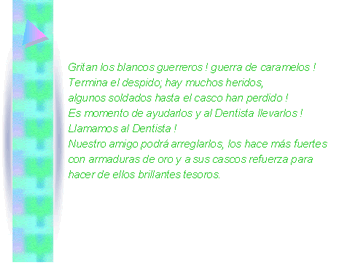 Gritan los blancos guerreros ! guerra de caramelos !
Termina el despido; hay muchos heridos,
algunos soldados hasta el casco han perdido !
Es momento de ayudarlos y al Dentista llevarlos !
Llamamos al Dentista !
Nuestro amigo podrá arreglarlos, los hace más fuertes
con armaduras de oro y a sus cascos refuerza para
hacer de ellos brillantes tesoros.